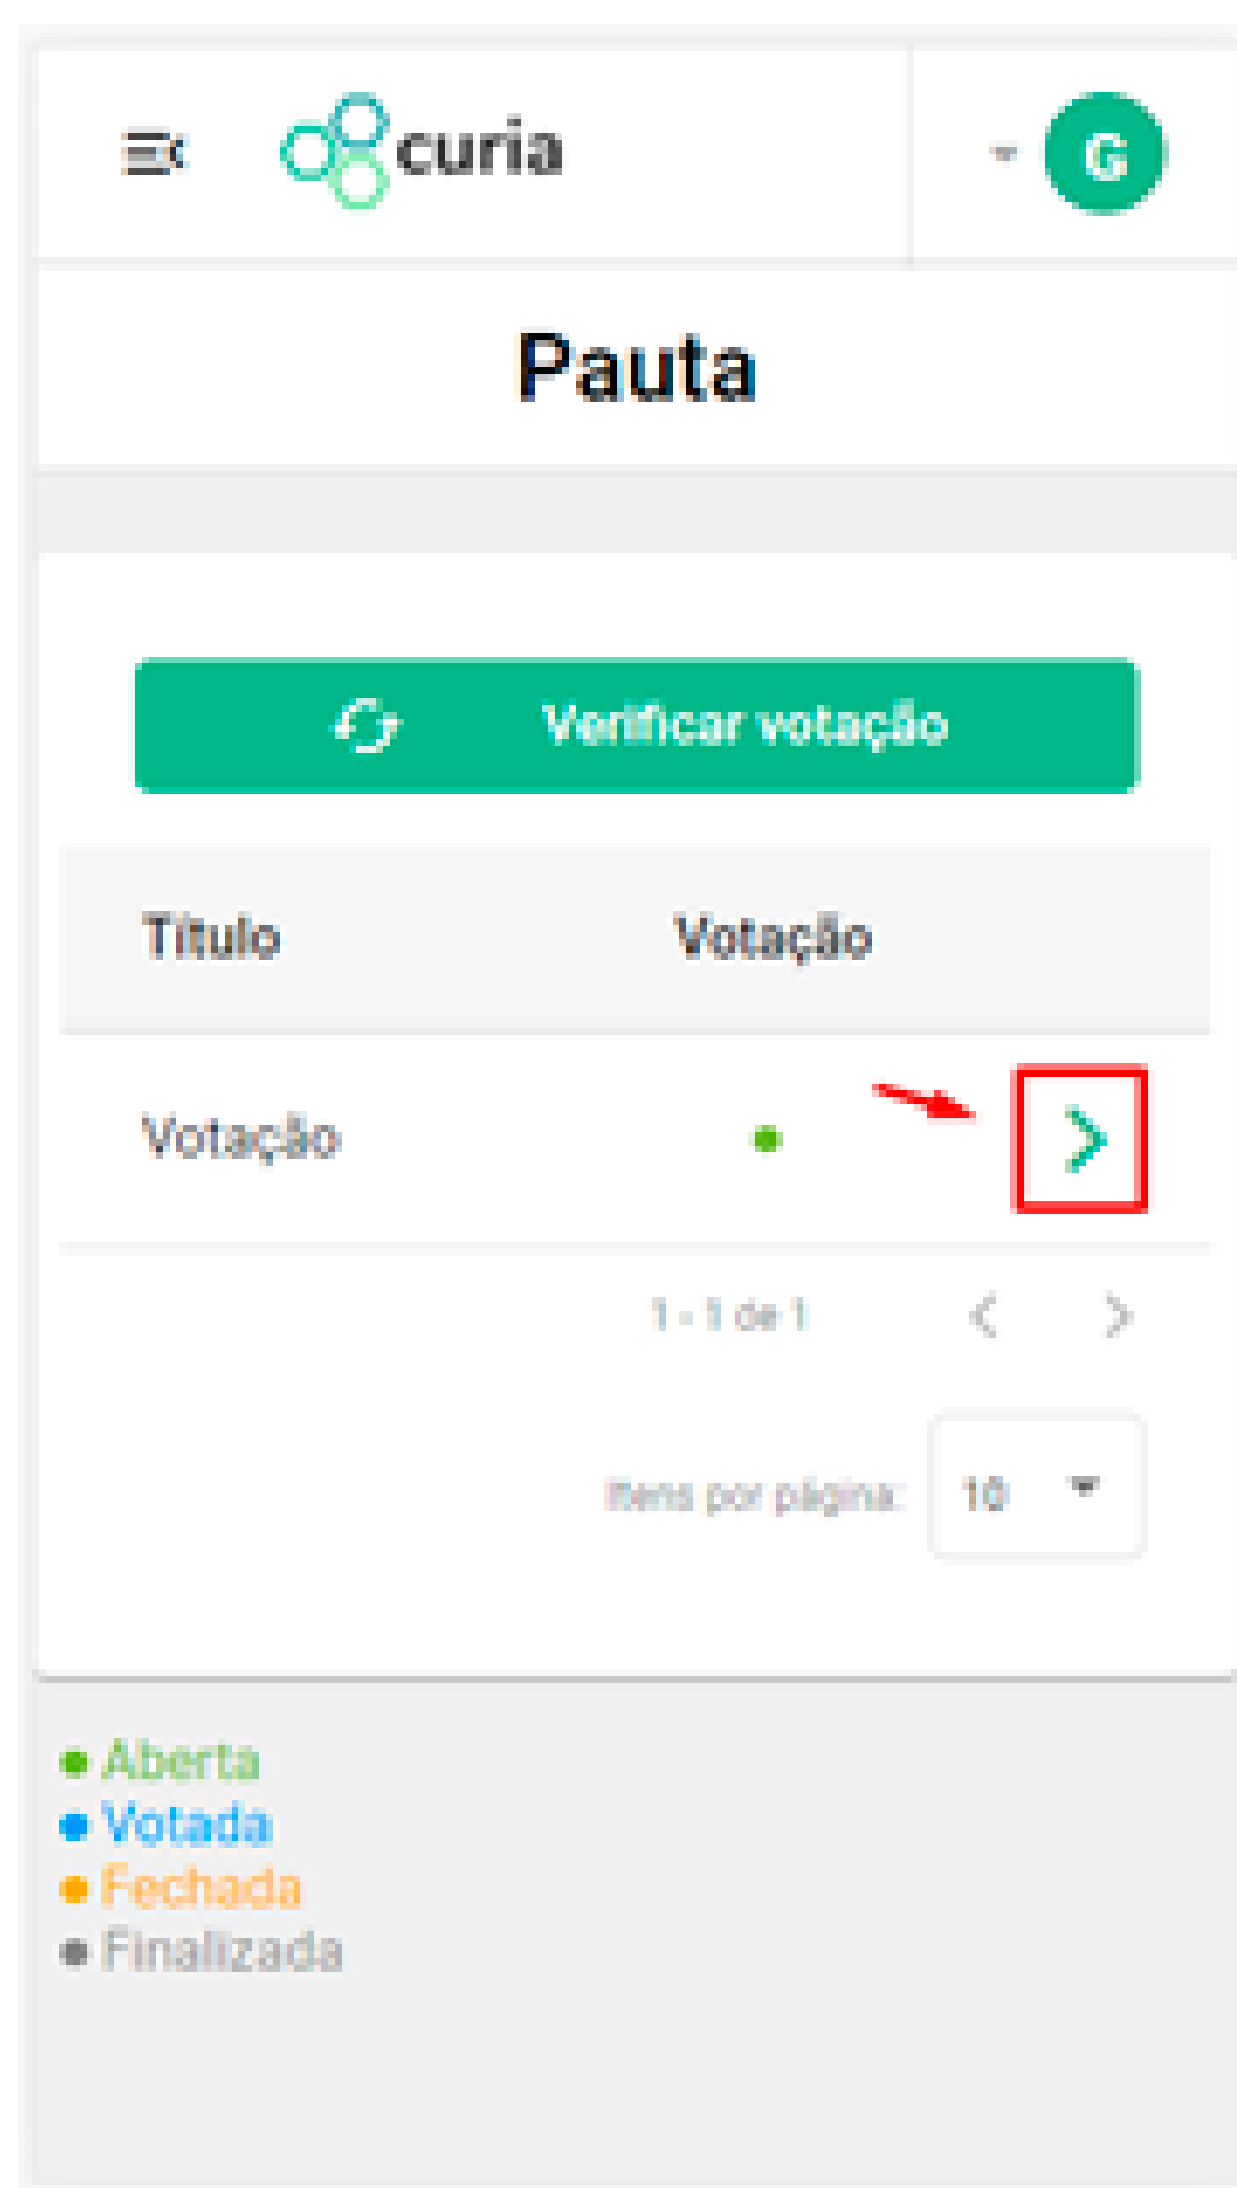 curia
G
Pauta
Verificar votação
Título Votação
Votação
1 - 1 de 1
Itens por página: 10
Aberta
Votada
Fechada
Finalizada